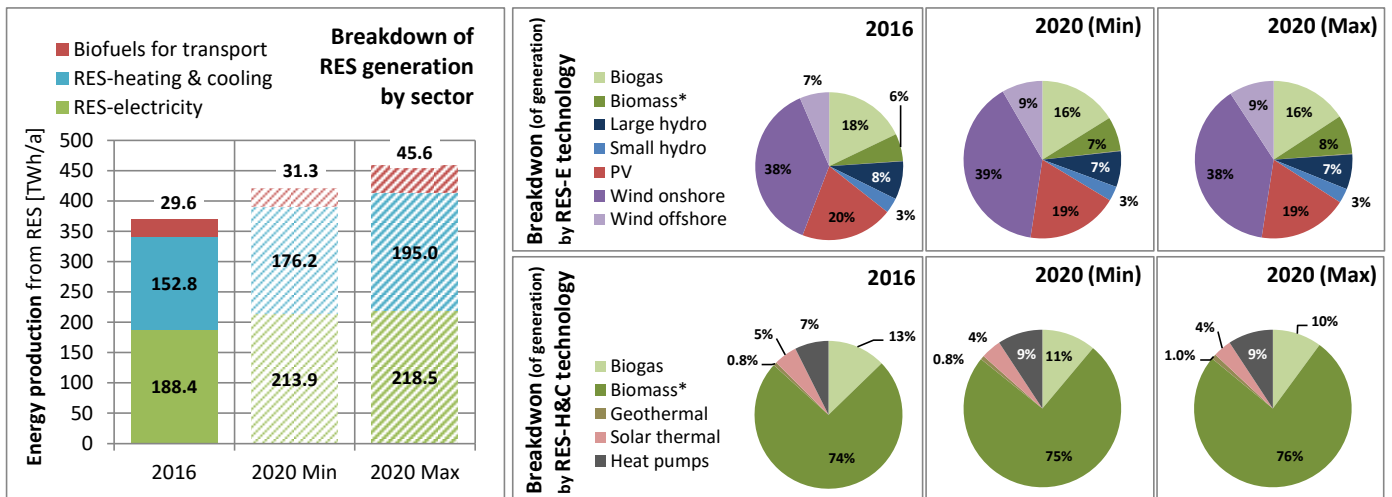 Breakdown of
RES generation
by sector
Biofuels for transport
RES-heating & cooling
RES-electricity
Energy production from RES [TWh/a]
500
450
400
350
300
250
200
150
100
50
0
29.6
31.3
45.6
152.8
176.2
195.0
188.4
213.9
218.5
2016
2020 Min
2020 Max
Breakdwon (of generation)
by RES-E technology
Biogas
Biomass*
Large hydro
Small hydro
PV
Wind onshore
Wind offshore
2016
7%
18%
6%
8%
3%
20%
38%
2020 (Min)
9%
16%
7%
7%
3%
19%
39%
2020 (Max)
9%
16%
8%
7%
3%
19%
38%
Breakdwon (of generation)
by RES-H&C technology
Biogas
Biomass*
Geothermal
Solar thermal
Heat pumps
2016
7%
5%
13%
0.8%
74%
2020 (Min)
4%
0.8%
9%
11%
75%
2020 (Max)
4%
10%
1.0%
9%
76%